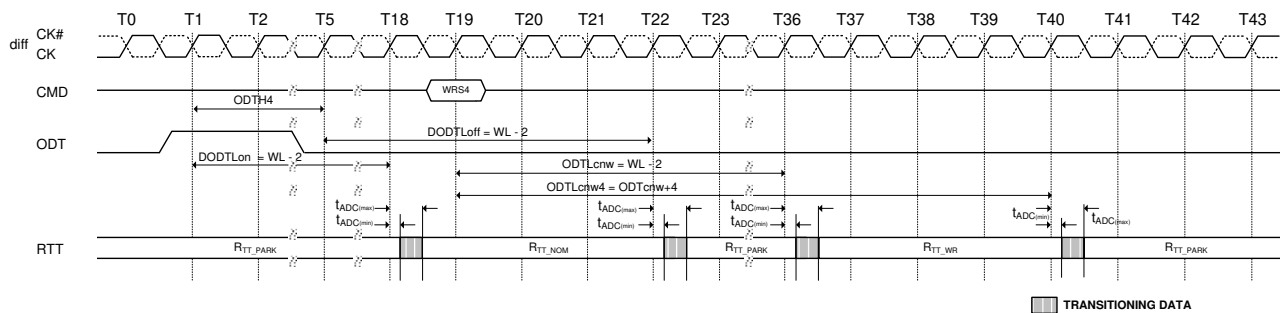 T0 T1 T2 T5 T18 T19 T20 T21 T22 T23 T36 T37 T38 T39 T40 T41 T42 T43
diff CK#
CK
CMD WRS4
ODTH4
ODT DODTLoff = WL - 2
DODTLon = WL - 2 ODTLcnw = WL - 2
ODTLcnw4 = ODTcnw+4
tADC(max) tADC(max) tADC(max)
tADC(min) tADC(min) tADC(min) tADC(min) tADC(max)
RTT RTT_PARK RTT_NOM RTT_PARK RTT_WR RTT_PARK
TRANSITIONING DATA